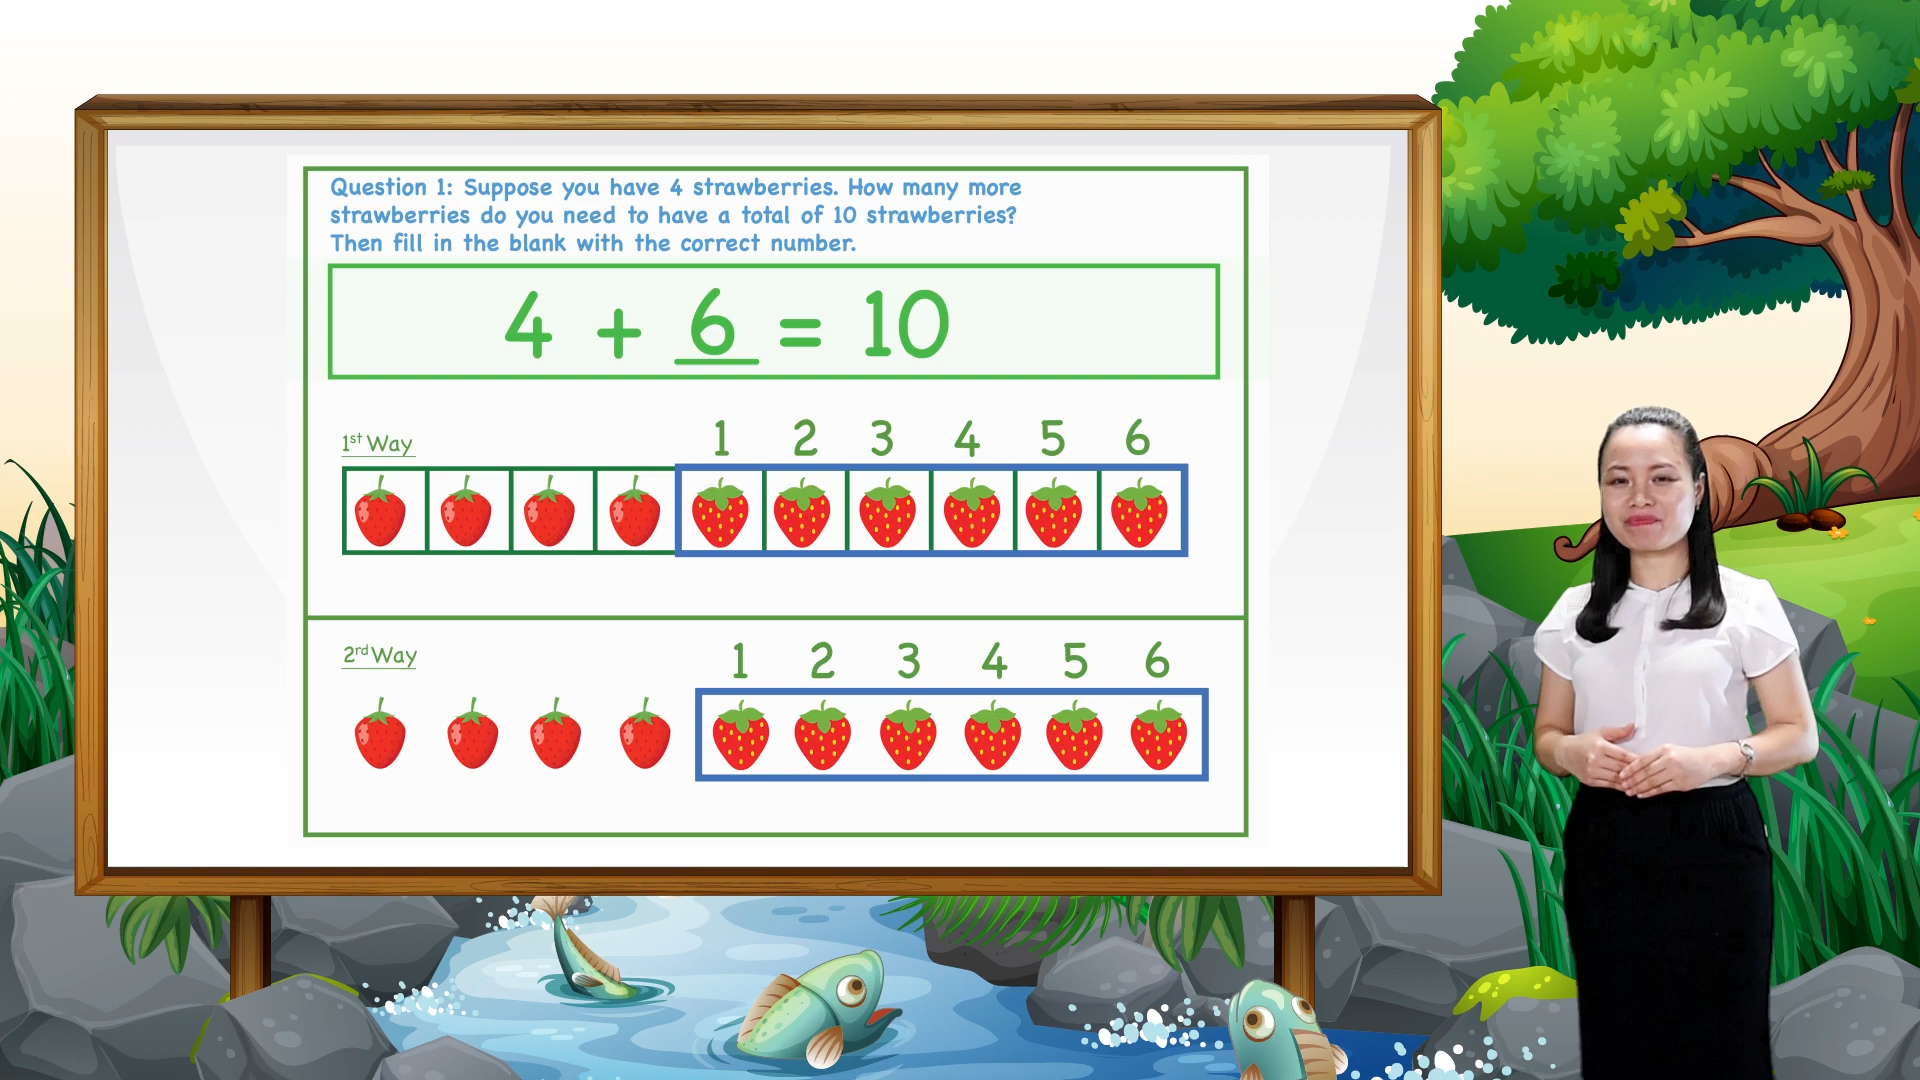 Question 1: Suppose you have 4 strawberries. How many more
strawberries do you need to have a total of 10 strawberries?
Then fill in the blank with the correct number.
4 + 6 = 10
1st Way
1 2 3 4 5 6
2rd Way
1 2 3 4 5 6